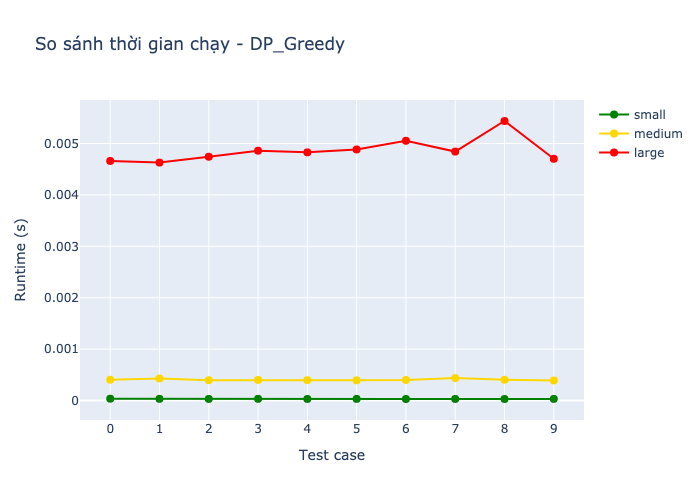 So sánh thời gian chạy - DP_Greedy
small
medium
large
0.005
0.004
0.003
0.002
0.001
0
Runtime (s)
0 1 2 3 4 5 6 7 8 9
Test case